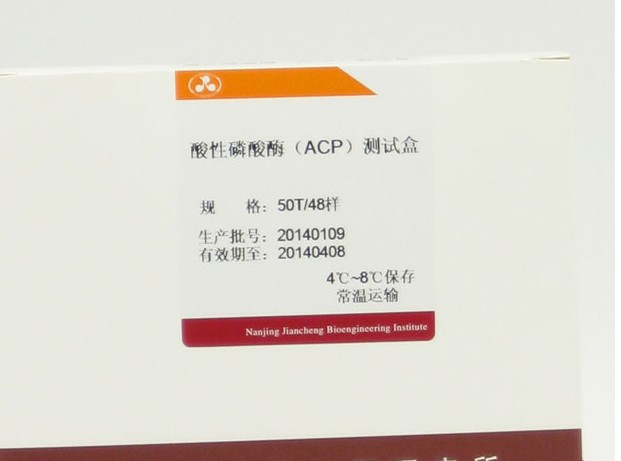 酸性磷酸酶（ACP）测试盒
规 格：50T/48样
生产批号：20140109
有效期至：20140408
4℃~8℃保存
常温运输
Nanjing Jiancheng Bioengineering Institute
所